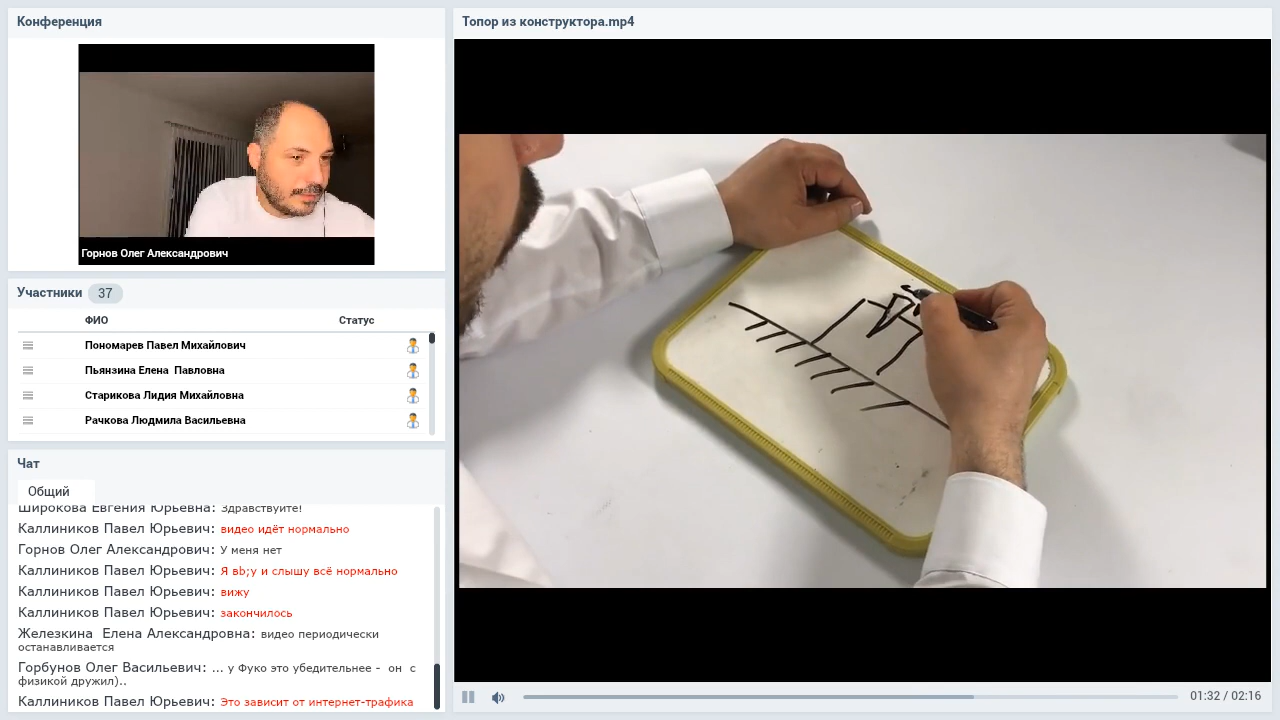 Конференция
Горнов Олег Александрович
Участники 37
ФИО Статус
Пономарев Павел Михайлович
Пьянзина Елена Павловна
Старикова Лидия Михайловна
Рачкова Людмила Васильевна
Чат
Общий
Широкова Евгения Юрьевна: Здравствуйте!
Каллиников Павел Юрьевич: видео идёт нормально
Горнов Олег Александрович: У меня нет
Каллиников Павел Юрьевич: Я вb;у и слышу всё нормально
Каллиников Павел Юрьевич: вижу
Каллиников Павел Юрьевич: закончилось
Железкина Елена Александровна: видео периодически
останавливается
Горбунов Олег Васильевич: ... у Фуко это убедительнее - он с
физикой дружил)..
Каллиников Павел Юрьевич: Это зависит от интернет-трафика
Топор из конструктора.mp4
01:32 / 02:16